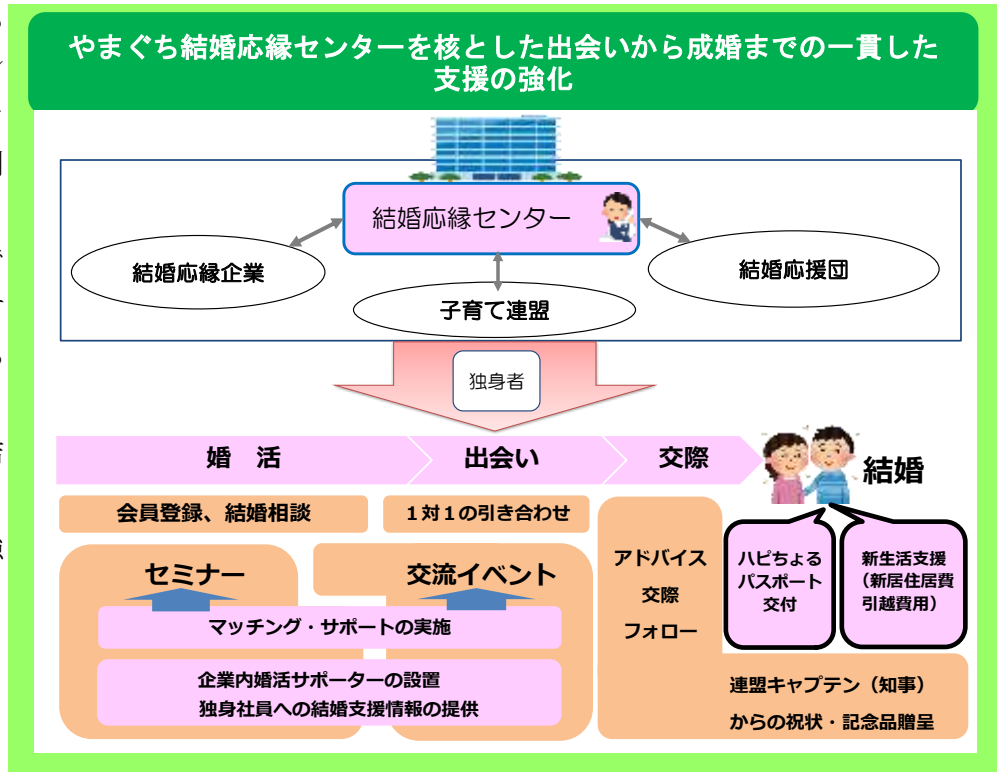 やまぐち結婚応縁センターを核とした出会いから成婚までの一貫した
支援の強化
結婚応縁センター
結婚応縁企業
結婚応援団
子育て連盟
独身者
婚　活
出会い
交際
結婚
会員登録、結婚相談
１対１の引き合わせ
セミナー
交流イベント
マッチング・サポートの実施
企業内婚活サポーターの設置
独身社員への結婚支援情報の提供
アドバイス
交際
フォロー
ハピちょる
パスポート
交付
新生活支援
（新居住居費
引越費用）
連盟キャプテン（知事）
からの祝状・記念品贈呈